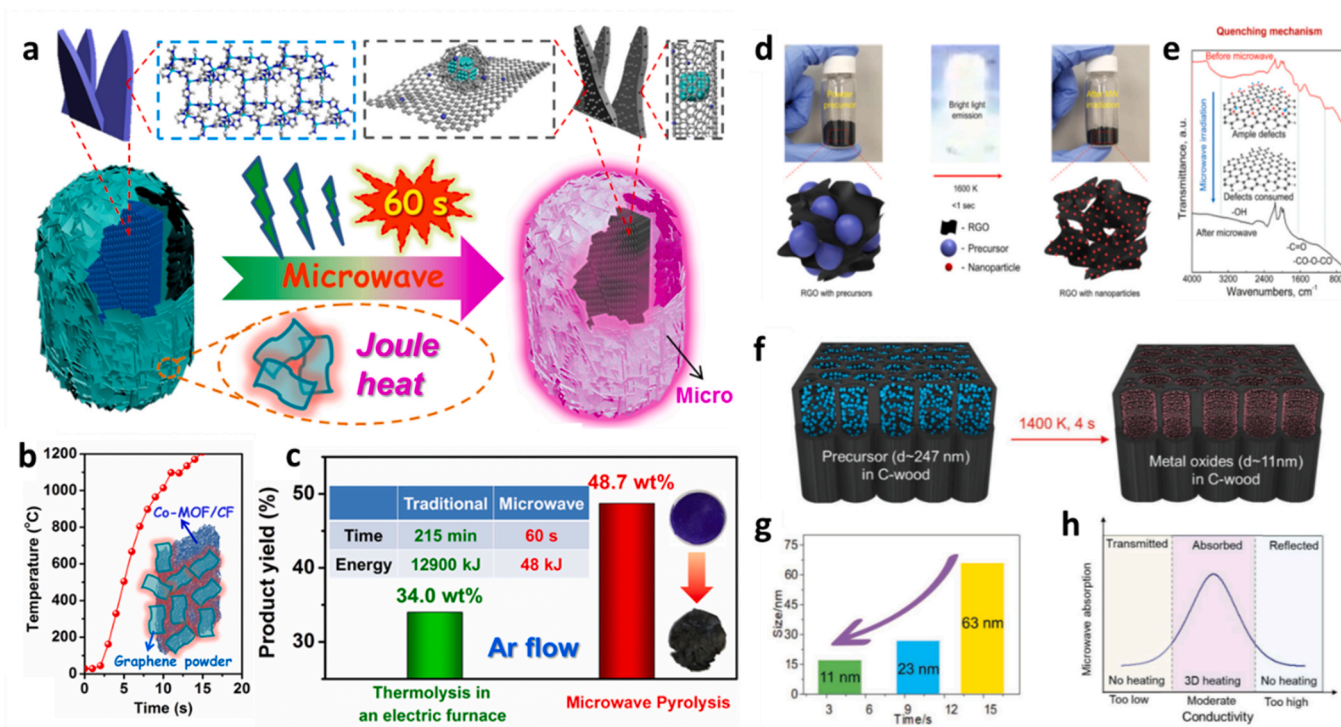 a
60 s
Microwave
Joule
heat
Micro
b
1200
1000
800
600
400
200
0
Temperature (°C)
Co-MOF/CF
Graphene powder
0
5
10
15
20
Time (s)
c
50
40
30
Product yield (%)
Traditional
Microwave
Time
215 min
60 s
Energy
12900 kJ
48 kJ
34.0 wt%
48.7 wt%
Ar flow
Thermolysis in
an electric furnace
Microwave Pyrolysis
d
Powder
precursor
Bright light
emission
After MW
irradiation
1600 K
<1 sec
- RGO
- Precursor
- Nanoparticle
RGO with precursors
RGO with nanoparticles
e
Quenching mechanism
Before microwave
Transmittance, a.u.
Microwave irradiation
Ample defects
Defects consumed
-OH
After microwave
-C=O
-CO-O-CO
4000
2400
1600
800
Wavenumbers, cm⁻¹
f
Precursor (d~247 nm)
in C-wood
1400 K, 4 s
Metal oxides (d~11nm)
in C-wood
g
75
60
45
30
15
0
Size/nm
11 nm
23 nm
63 nm
3
6
9
12
15
Time/s
h
Microwave absorption
Transmitted
Absorbed
Reflected
No heating
3D heating
No heating
Too low
Moderate
Too high
Conductivity